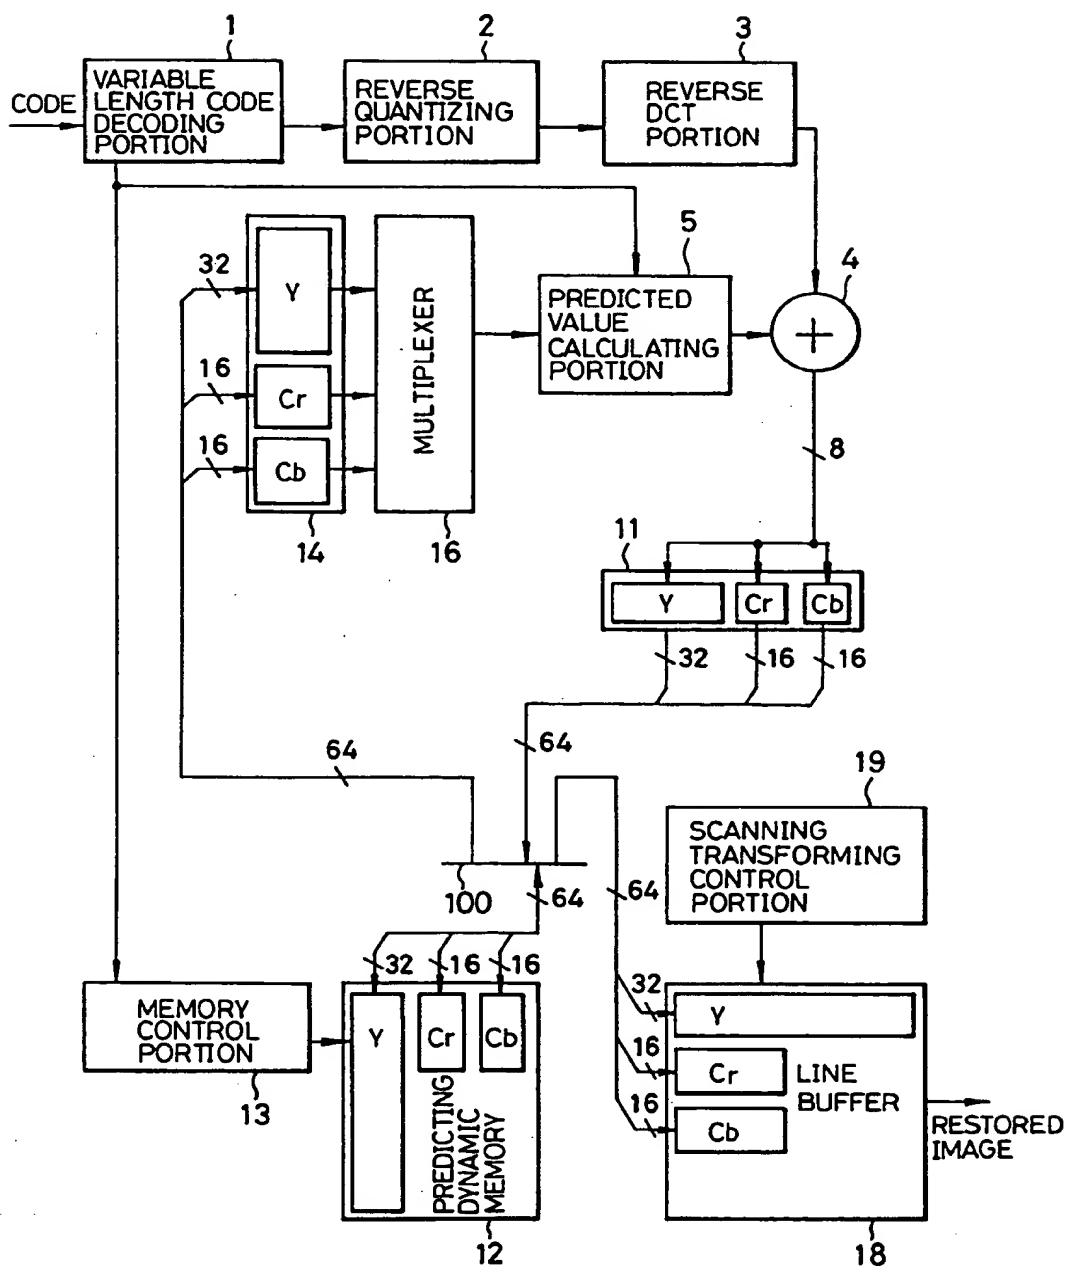 1
2
3
CODE
VARIABLE
LENGTH CODE
DECODING
PORTION
REVERSE
QUANTIZING
PORTION
REVERSE
DCT
PORTION
32
Y
16
Cr
16
Cb
14
MULTIPLEXER
16
5
PREDICTED
VALUE
CALCULATING
PORTION
4
+
8
11
Y
Cr
Cb
32
16
16
64
64
100
64
64
19
SCANNING
TRANSFORMING
CONTROL
PORTION
MEMORY
CONTROL
PORTION
13
32
16
16
Y
Cr
Cb
PREDICTING
DYNAMIC
MEMORY
12
32
Y
16
Cr
16
Cb
LINE
BUFFER
18
RESTORED
IMAGE